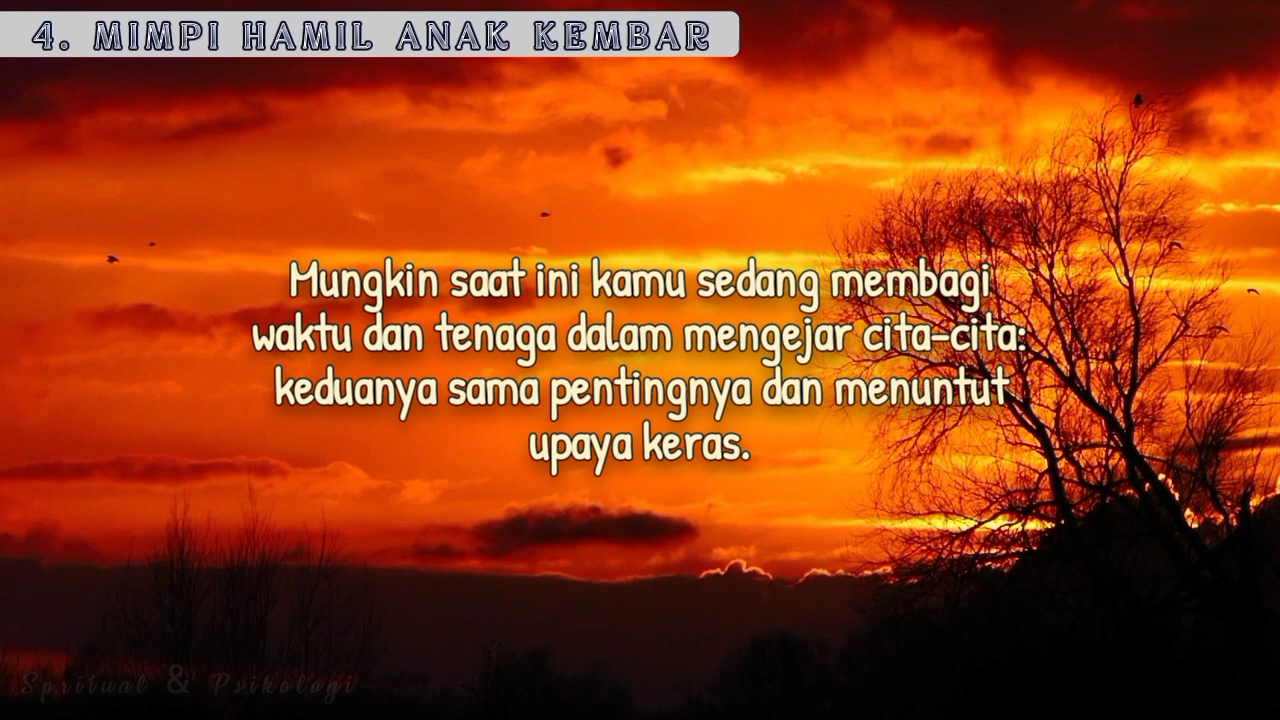 4. MIMPI HAMIL ANAK KEMBAR
Mungkin saat ini kamu sedang membagi
waktu dan tenaga dalam mengejar cita-cita:
keduanya sama pentingnya dan menuntut
upaya keras.
Spritual & Psikologi